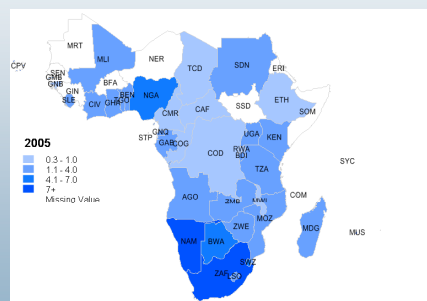 MRT
MLI
NER
CPV
TCD
SDN
ERI
SEN
GMB
GNB
BFA
GIN
BEN
NGA
SLE
CIV
GHA
TGO
SSD
ETH
CMR
CAF
SOM
STP
GNQ
GAB
COG
UGA
KEN
COD
RWA
BDI
2005
0.3 - 1.0
1.1 - 4.0
4.1 - 7.0
7+
Missing Value
TZA
SYC
AGO
ZMB
MWI
COM
MOZ
ZWE
MDG
MUS
NAM
BWA
SWZ
ZAF
LSO